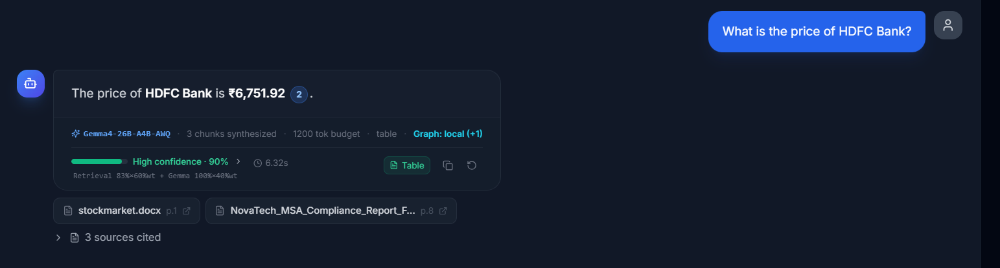 What is the price of HDFC Bank?
The price of HDFC Bank is ₹6,751.92 2 .
Gemma4-26B-A4B-AWQ · 3 chunks synthesized · 1200 tok budget · table · Graph: local (+1)
High confidence · 90% 6.32s Table
Retrieval 83%×60%wt + Gemma 100%×40%wt
stockmarket.docx p.1 NovaTech_MSA_Compliance_Report_F... p.8
3 sources cited